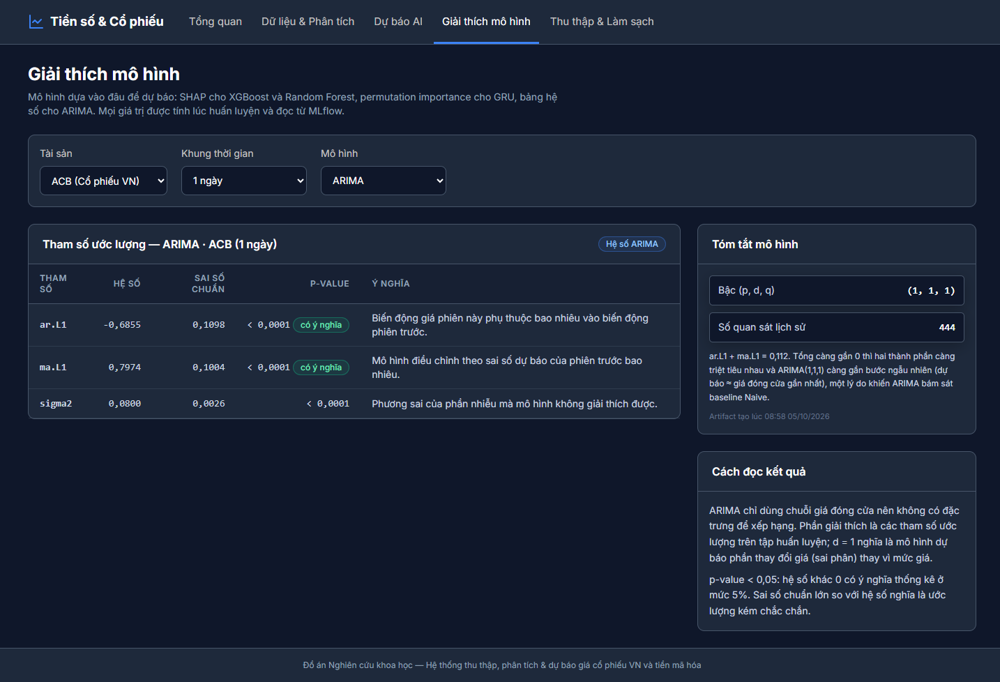 Tiền số & Cổ phiếu
Tổng quan
Dữ liệu & Phân tích
Dự báo AI
Giải thích mô hình
Thu thập & Làm sạch
Giải thích mô hình
Mô hình dựa vào đâu để dự báo: SHAP cho XGBoost và Random Forest, permutation importance cho GRU, bảng hệ
số cho ARIMA. Mọi giá trị được tính lúc huấn luyện và đọc từ MLflow.
Tài sản
Khung thời gian
Mô hình
ACB (Cổ phiếu VN)
1 ngày
ARIMA
Tham số ước lượng — ARIMA · ACB (1 ngày)
Hệ số ARIMA
THAM
SỐ
HỆ SỐ
SAI SỐ
CHUẨN
P-VALUE
Ý NGHĨA
ar.L1
-0,6855
0,1098
< 0,0001
có ý nghĩa
Biến động giá phiên này phụ thuộc bao nhiêu vào biến động
phiên trước.
ma.L1
0,7974
0,1004
< 0,0001
có ý nghĩa
Mô hình điều chỉnh theo sai số dự báo của phiên trước bao
nhiêu.
sigma2
0,0800
0,0026
< 0,0001
Phương sai của phần nhiễu mà mô hình không giải thích được.
Tóm tắt mô hình
Bậc (p, d, q)
(1, 1, 1)
Số quan sát lịch sử
444
ar.L1 + ma.L1 = 0,112. Tổng càng gần 0 thì hai thành phần càng
triệt tiêu nhau và ARIMA(1,1,1) càng gần bước ngẫu nhiên (dự
báo ≈ giá đóng cửa gần nhất), một lý do khiến ARIMA bám sát
baseline Naive.
Artifact tạo lúc 08:58 05/10/2026
Cách đọc kết quả
ARIMA chỉ dùng chuỗi giá đóng cửa nên không có đặc
trưng để xếp hạng. Phần giải thích là các tham số ước
lượng trên tập huấn luyện; d = 1 nghĩa là mô hình dự
báo phần thay đổi giá (sai phân) thay vì mức giá.
p-value < 0,05: hệ số khác 0 có ý nghĩa thống kê ở
mức 5%. Sai số chuẩn lớn so với hệ số nghĩa là ước
lượng kém chắc chắn.
Đồ án Nghiên cứu khoa học — Hệ thống thu thập, phân tích & dự báo giá cổ phiếu VN và tiền mã hóa